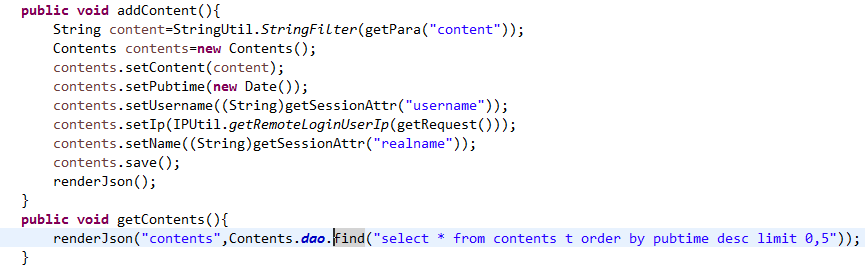 public void addContent(){
String content=StringUtil.StringFilter(getPara("content"));
Contents contents=new Contents();
contents.setContent(content);
contents.setPubtime(new Date());
contents.setUsername((String)getSessionAttr("username"));
contents.setIp(IPUtil.getRemoteLoginUserIp(getRequest()));
contents.setName((String)getSessionAttr("realname"));
contents.save();
renderJson();
}
public void getContents(){
renderJson("contents",Contents.dao.find("select * from contents t order by pubtime desc limit 0,5"));
}